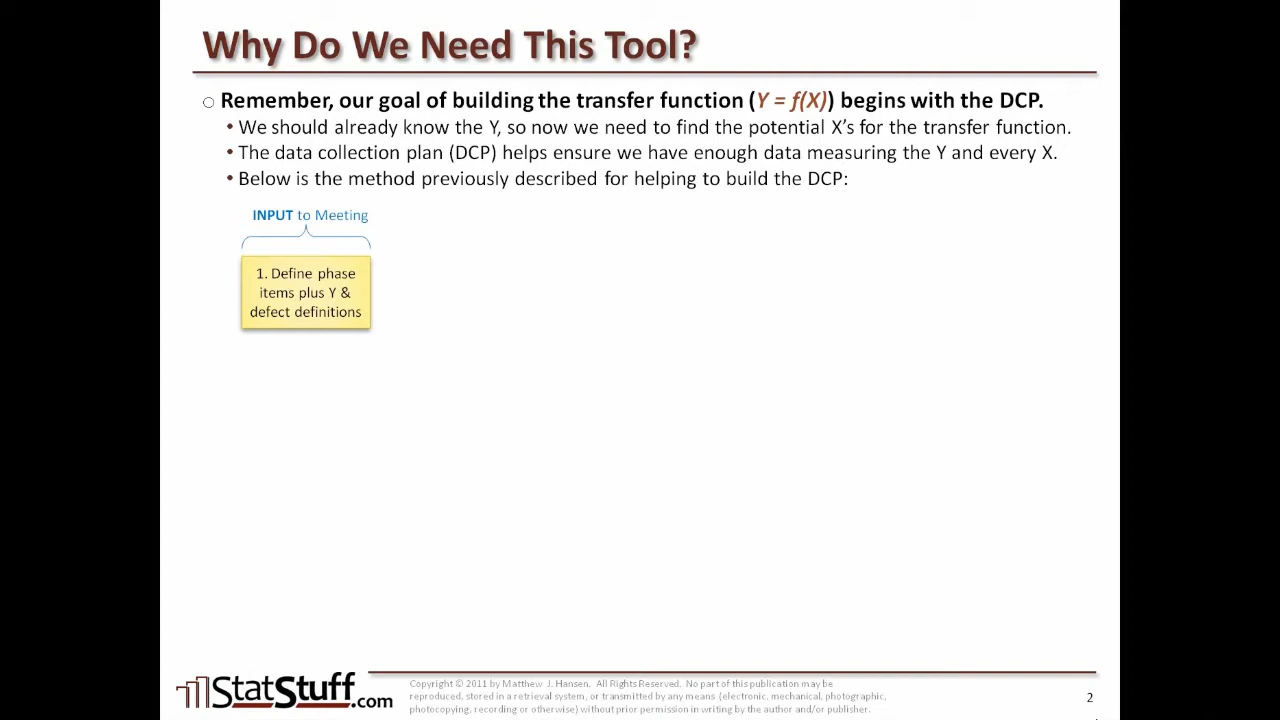 Why Do We Need This Tool?
○ Remember, our goal of building the transfer function (Y = f(X)) begins with the DCP.
• We should already know the Y, so now we need to find the potential X’s for the transfer function.
• The data collection plan (DCP) helps ensure we have enough data measuring the Y and every X.
• Below is the method previously described for helping to build the DCP:
INPUT to Meeting
1. Define phase
items plus Y &
defect definitions
StatStuff.com
Copyright © 2011 by Matthew J. Hansen. All Rights Reserved. No part of this publication may be
reproduced, stored in a retrieval system, or transmitted by any means (electronic, mechanical, photographic,
photocopying, recording or otherwise) without prior permission in writing by the author and/or publisher.
2